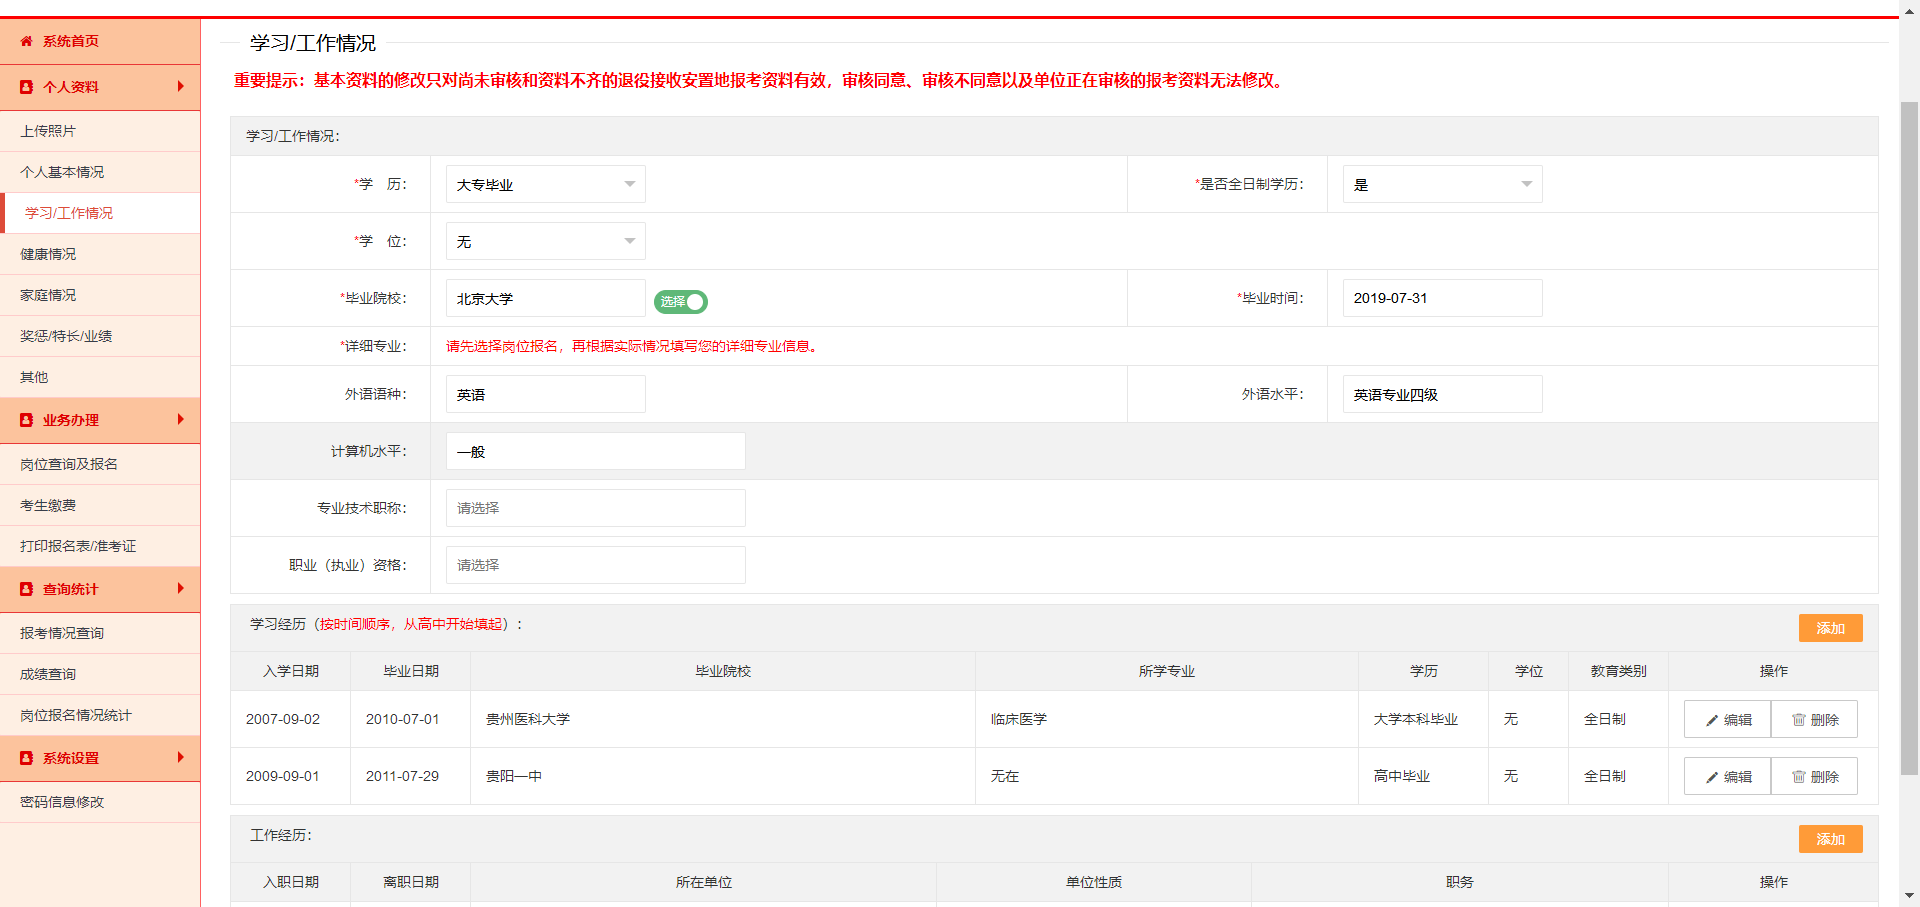 系统首页
个人资料
上传照片
个人基本情况
学习/工作情况
健康情况
家庭情况
奖惩/特长/业绩
其他
业务办理
岗位查询及报名
考生缴费
打印报名表/准考证
查询统计
报考情况查询
成绩查询
岗位报名情况统计
系统设置
密码信息修改
学习/工作情况
重要提示：基本资料的修改只对尚未审核和资料不齐的退役接收安置地报考资料有效，审核同意、审核不同意以及单位正在审核的报考资料无法修改。
学习/工作情况：
*学 历： 大专毕业 *是否全日制学历： 是
*学 位： 无
*毕业院校： 北京大学 选择 *毕业时间： 2019-07-31
*详细专业： 请先选择岗位报名，再根据实际情况填写您的详细专业信息。
外语语种： 英语 外语水平： 英语专业四级
计算机水平： 一般
专业技术职称： 请选择
职业（执业）资格： 请选择
学习经历（按时间顺序，从高中开始填起）： 添加
入学日期 毕业日期 毕业院校 所学专业 学历 学位 教育类别 操作
2007-09-02 2010-07-01 贵州医科大学 临床医学 大学本科毕业 无 全日制 编辑 删除
2009-09-01 2011-07-29 贵阳一中 无在 高中毕业 无 全日制 编辑 删除
工作经历： 添加
入职日期 离职日期 所在单位 单位性质 职务 操作